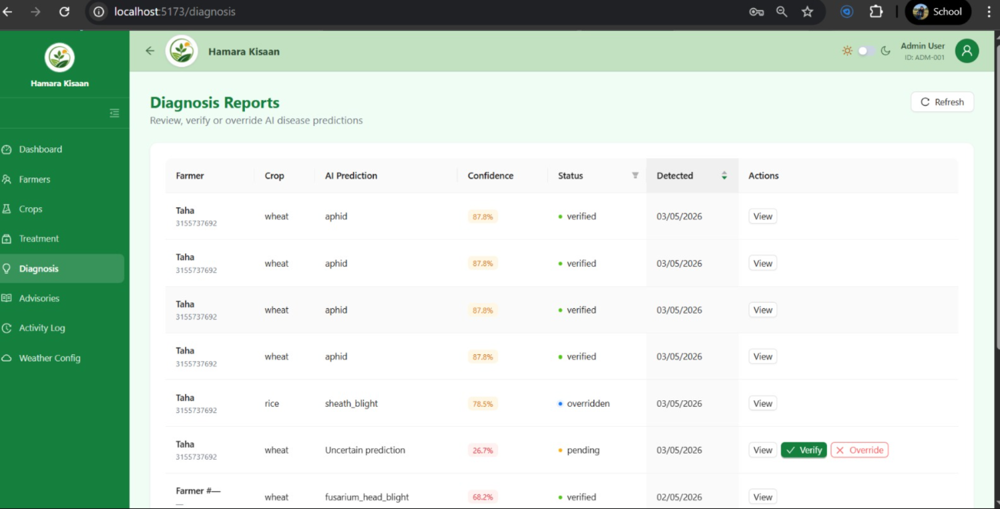 localhost:5173/diagnosis
School
Hamara Kisaan
Hamara Kisaan
Admin User
ID: ADM-001
Dashboard
Farmers
Crops
Treatment
Diagnosis
Advisories
Activity Log
Weather Config
Diagnosis Reports
Refresh
Review, verify or override AI disease predictions
Farmer Crop AI Prediction Confidence Status Detected Actions
Taha
3155737692
wheat aphid 87.8% verified 03/05/2026 View
Taha
3155737692
wheat aphid 87.8% verified 03/05/2026 View
Taha
3155737692
wheat aphid 87.8% verified 03/05/2026 View
Taha
3155737692
wheat aphid 87.8% verified 03/05/2026 View
Taha
3155737692
rice sheath_blight 78.5% overridden 03/05/2026 View
Taha
3155737692
wheat Uncertain prediction 26.7% pending 03/05/2026 View Verify Override
Farmer #—
—
wheat fusarium_head_blight 68.2% verified 02/05/2026 View